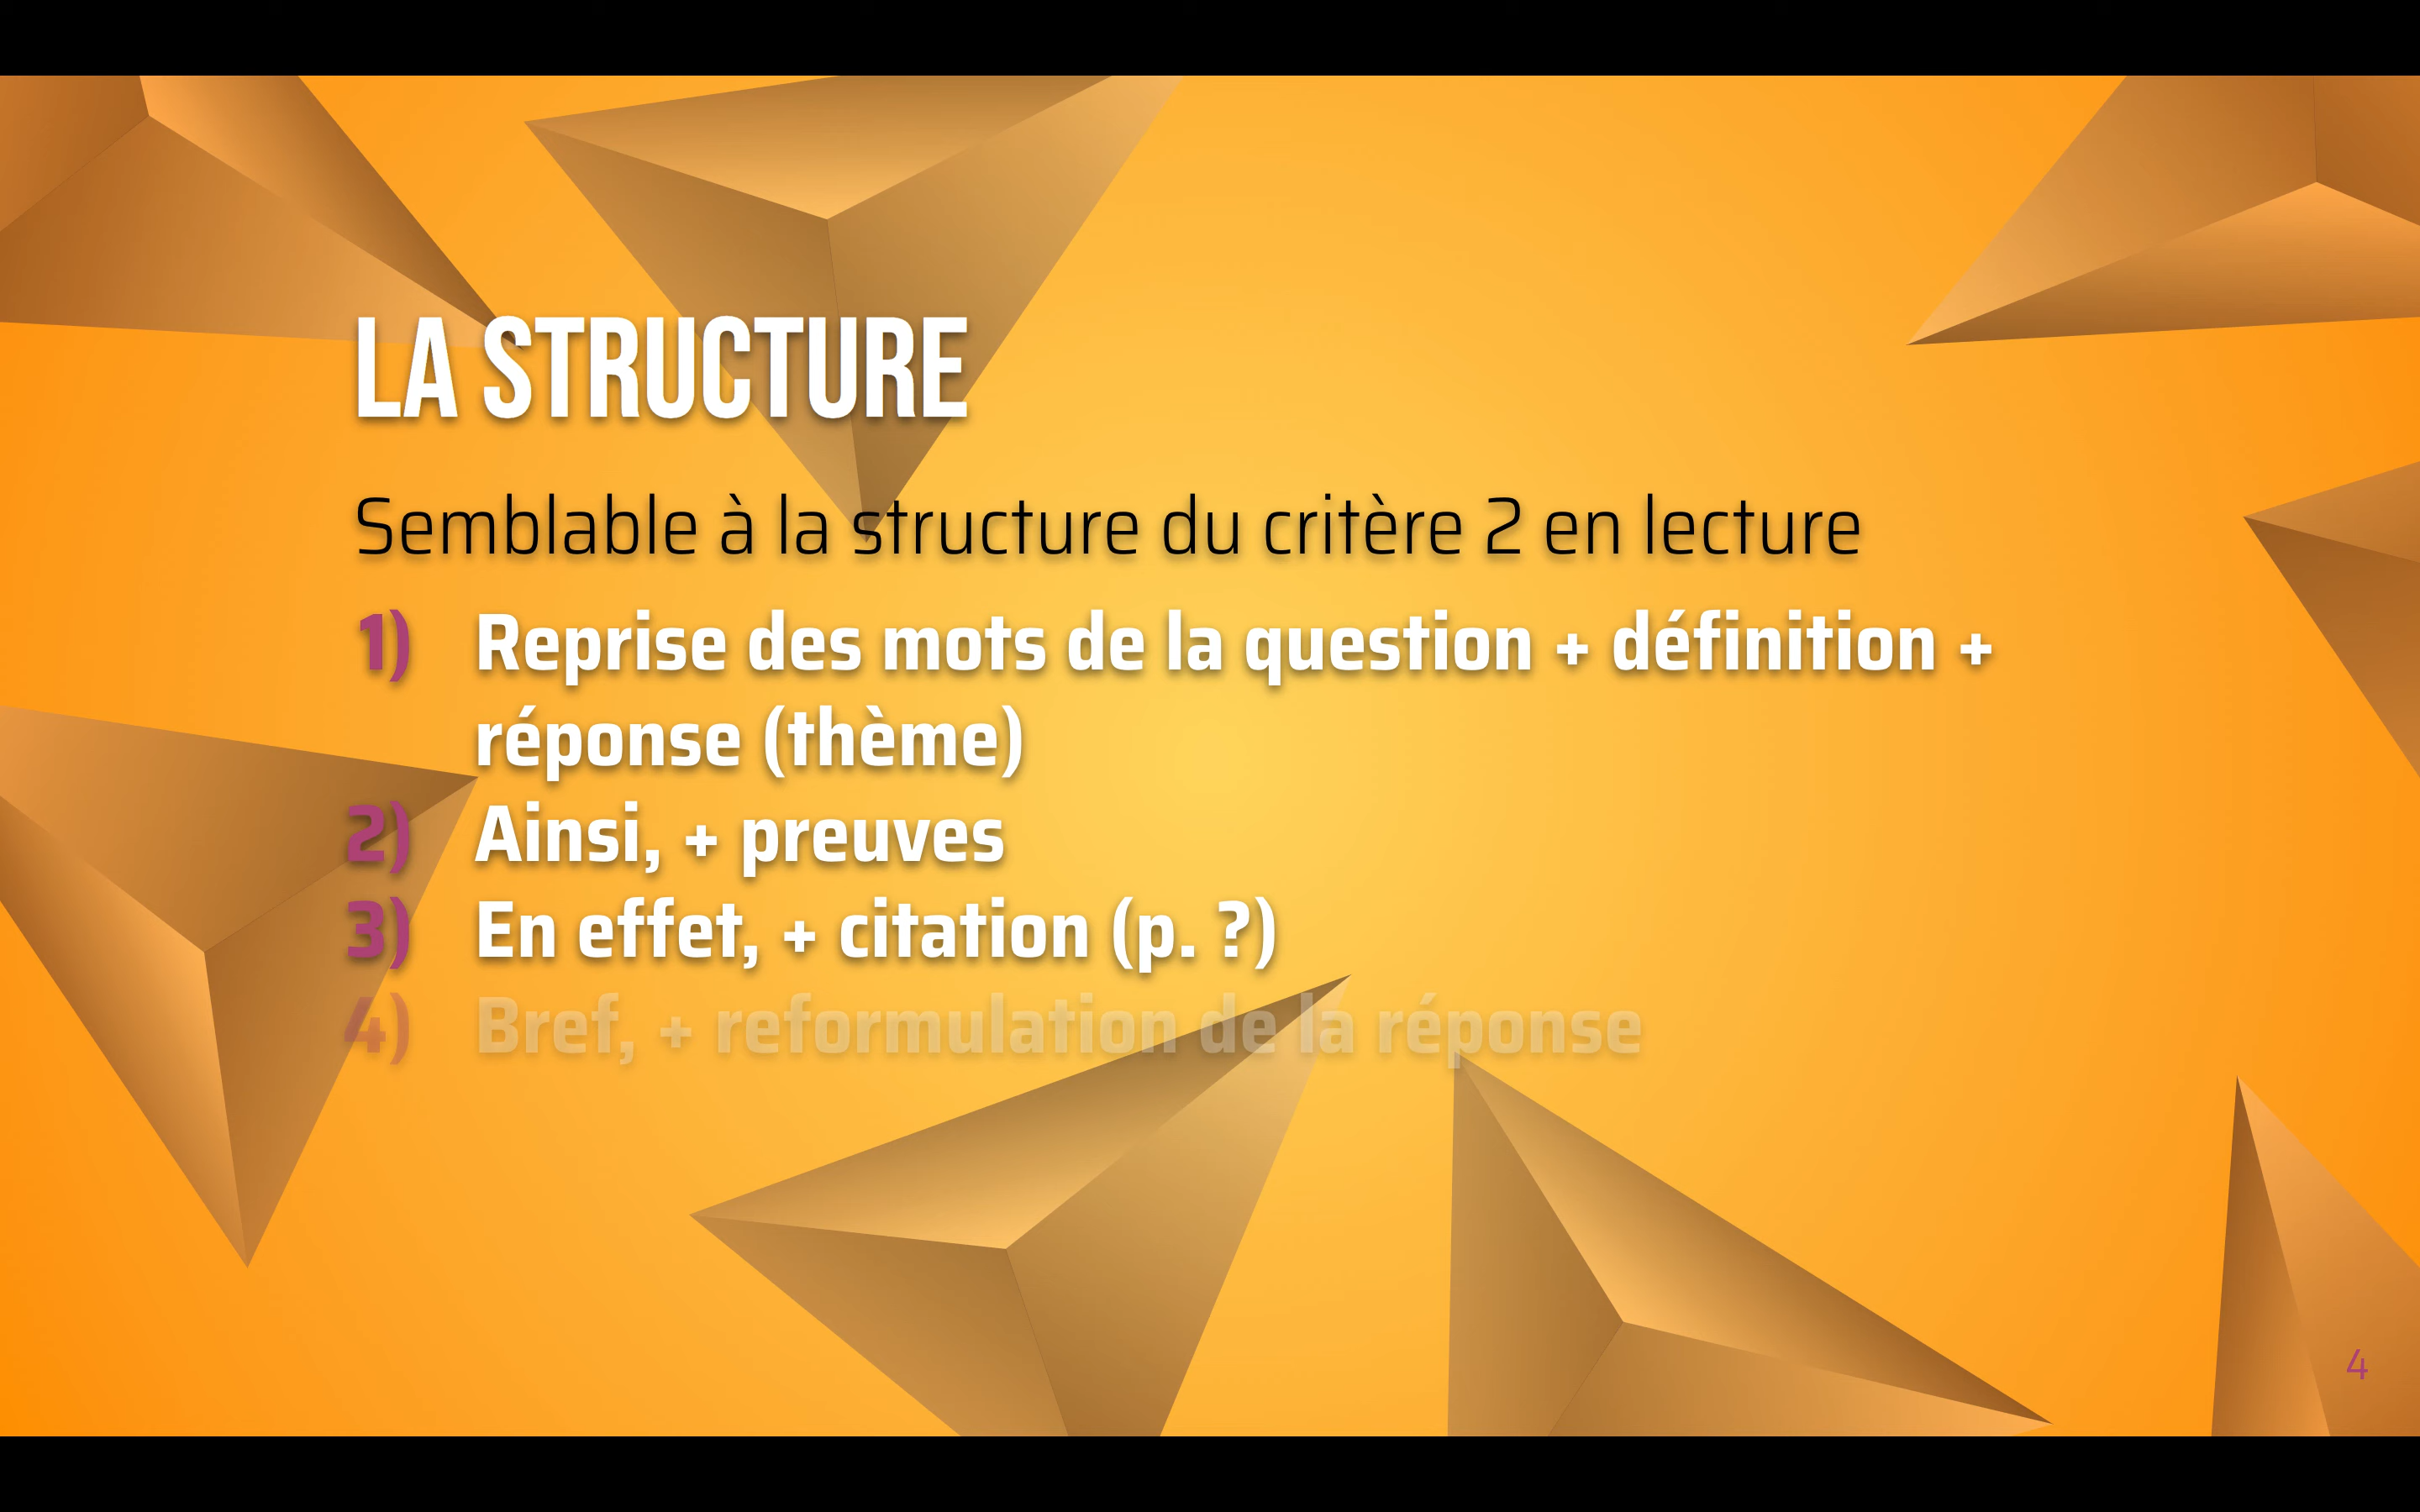 LA STRUCTURE
Semblable à la structure du critère 2 en lecture
1) Reprise des mots de la question + définition +
réponse (thème)
2) Ainsi, + preuves
3) En effet, + citation (p. ?)
4) Bref, + reformulation de la réponse
4